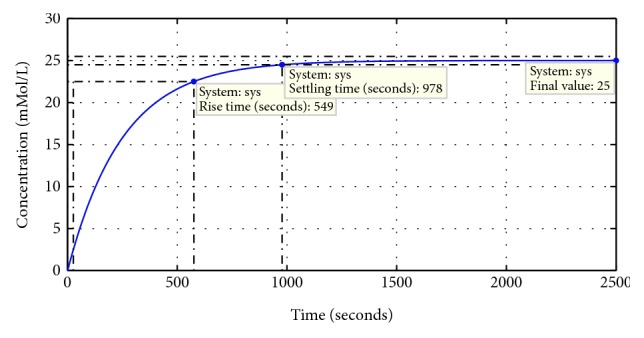 30
25
20
15
10
5
0
Concentration (mMol/L)
System: sys
Rise time (seconds): 549
System: sys
Settling time (seconds): 978
System: sys
Final value: 25
0 500 1000 1500 2000 2500
Time (seconds)